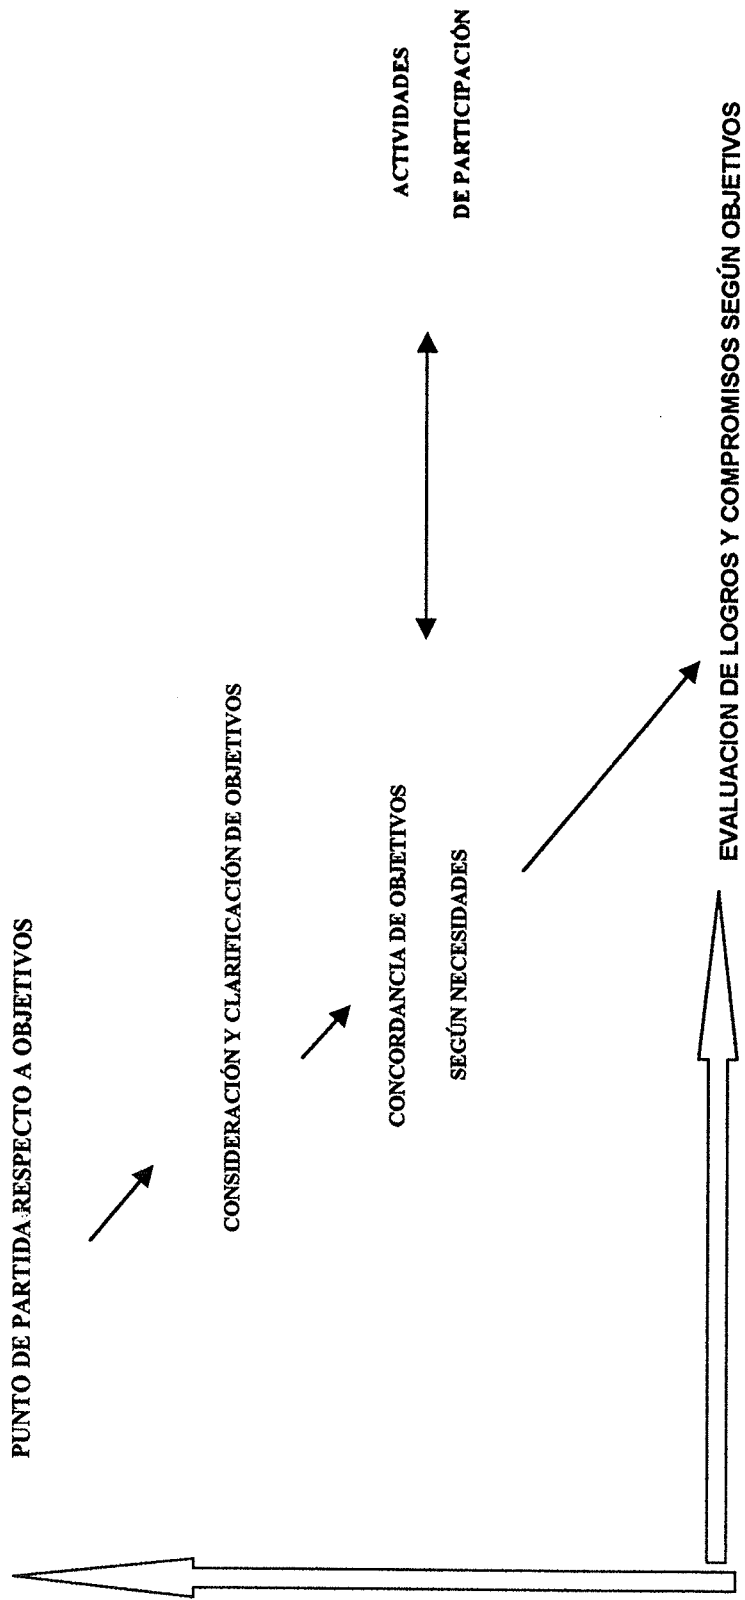 PUNTO DE PARTIDA RESPECTO A OBJETIVOS
CONSIDERACIÓN Y CLARIFICACIÓN DE OBJETIVOS
CONCORDANCIA DE OBJETIVOS
SEGÚN NECESIDADES
ACTIVIDADES
DE PARTICIPACIÓN
EVALUACION DE LOGROS Y COMPROMISOS SEGÚN OBJETIVOS